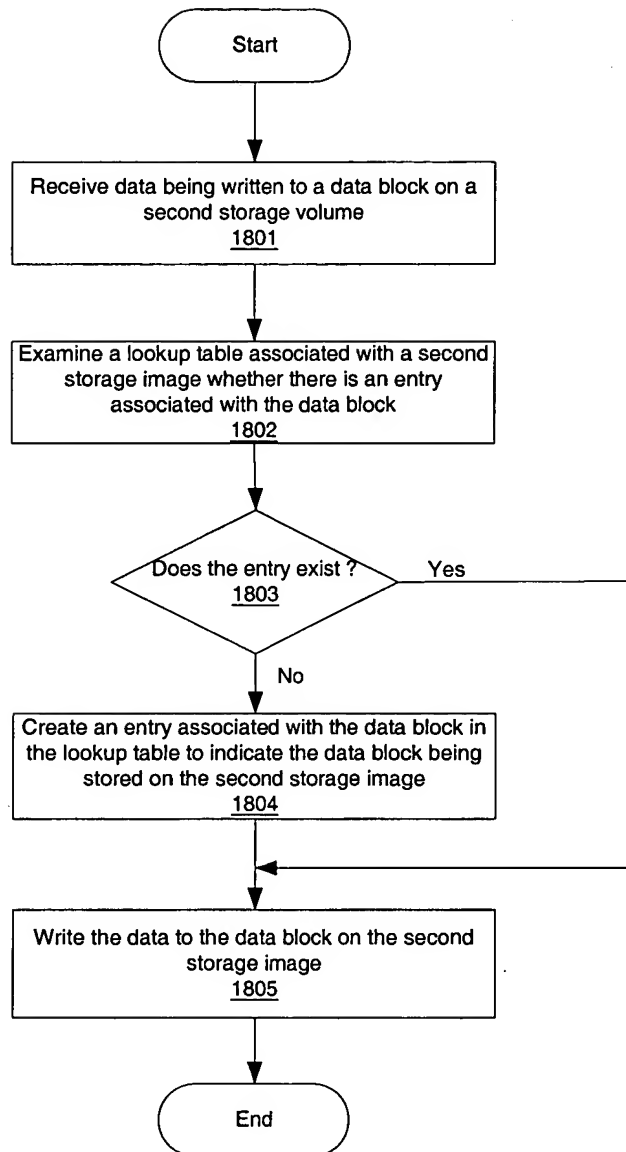 Start
Receive data being written to a data block on a
second storage volume
1801
Examine a lookup table associated with a second
storage image whether there is an entry
associated with the data block
1802
Does the entry exist ?
1803
Yes
No
Create an entry associated with the data block in
the lookup table to indicate the data block being
stored on the second storage image
1804
Write the data to the data block on the second
storage image
1805
End